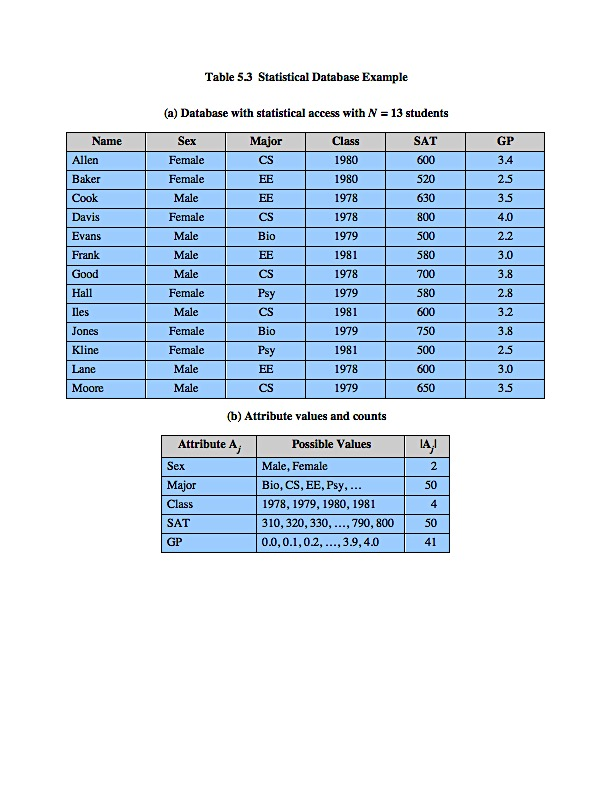 Table 5.3 Statistical Database Example
(a) Database with statistical access with N = 13 students
Name Sex Major Class SAT GP
Allen Female CS 1980 600 3.4
Baker Female EE 1980 520 2.5
Cook Male EE 1978 630 3.5
Davis Female CS 1978 800 4.0
Evans Male Bio 1979 500 2.2
Frank Male EE 1981 580 3.0
Good Male CS 1978 700 3.8
Hall Female Psy 1979 580 2.8
Iles Male CS 1981 600 3.2
Jones Female Bio 1979 750 3.8
Kline Female Psy 1981 500 2.5
Lane Male EE 1978 600 3.0
Moore Male CS 1979 650 3.5
(b) Attribute values and counts
Attribute Aj Possible Values |Aj|
Sex Male, Female 2
Major Bio, CS, EE, Psy, ... 50
Class 1978, 1979, 1980, 1981 4
SAT 310, 320, 330, ..., 790, 800 50
GP 0.0, 0.1, 0.2, ..., 3.9, 4.0 41